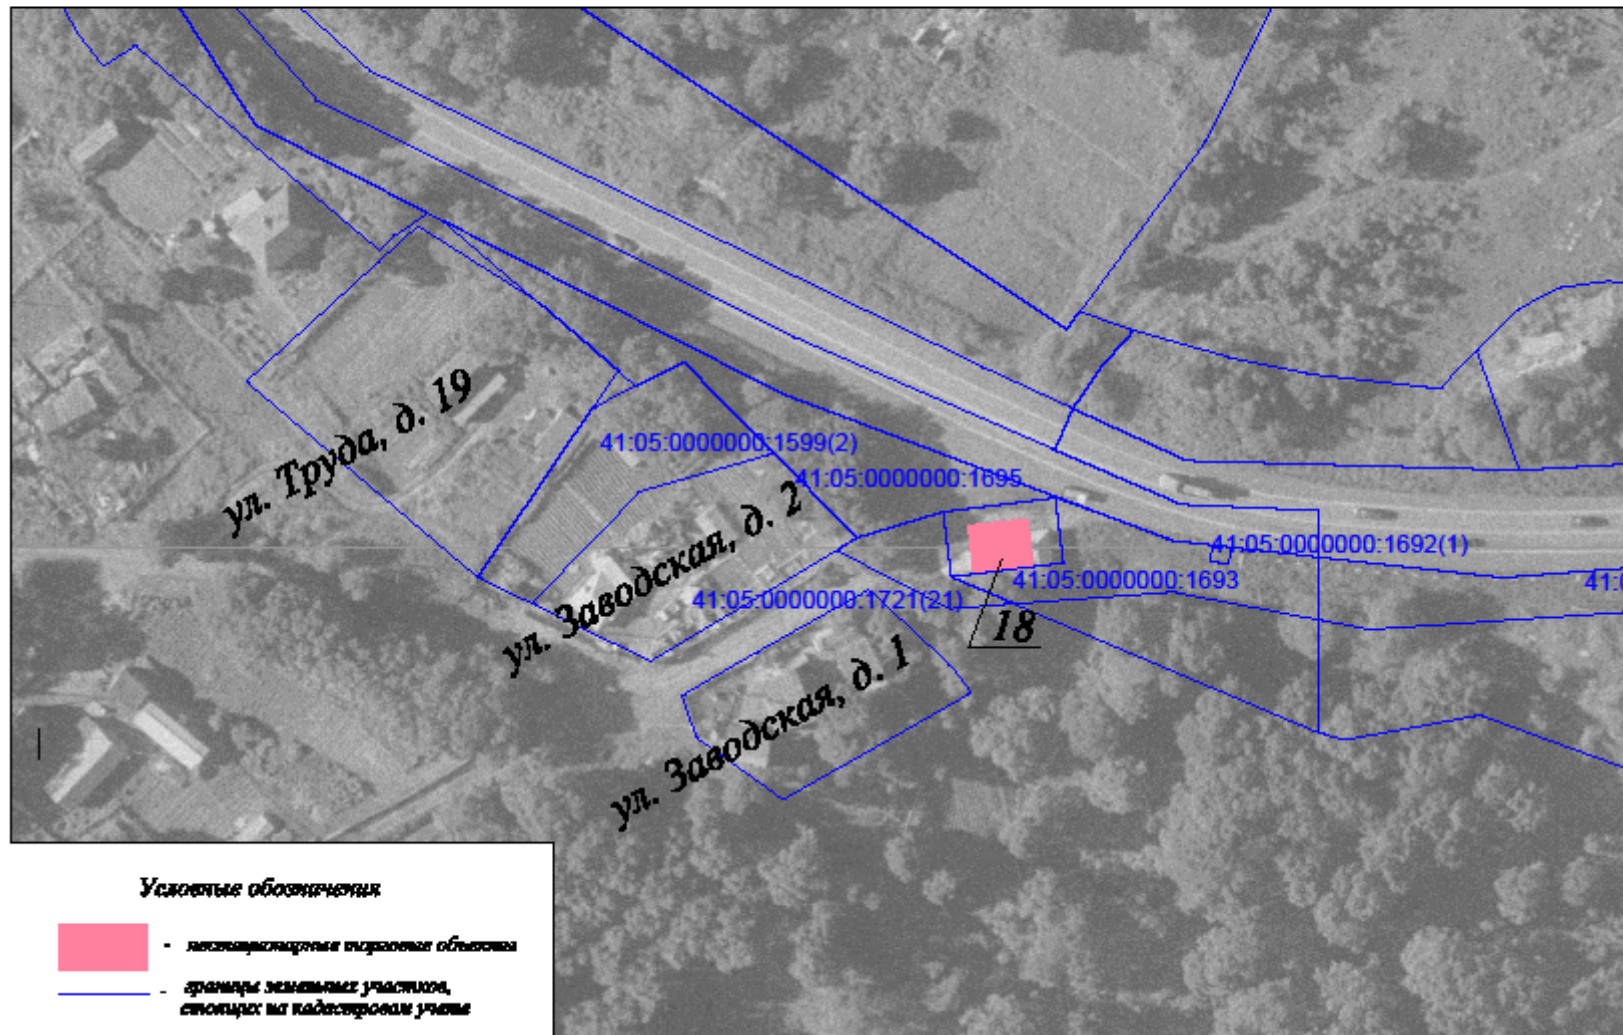 ул. Труда, д. 19
41:05:0000000:1599(2)
41:05:0000000:1695
ул. Заводская, д. 2
41:05:0000000:1692(1)
41:05:0000000:1693
41:0
41:05:0000000:1721(21)
18
ул. Заводская, д. 1
Условные обозначения
- нестационарные торговые объекты
- границы земельных участков,
стоящих на кадастровом учете